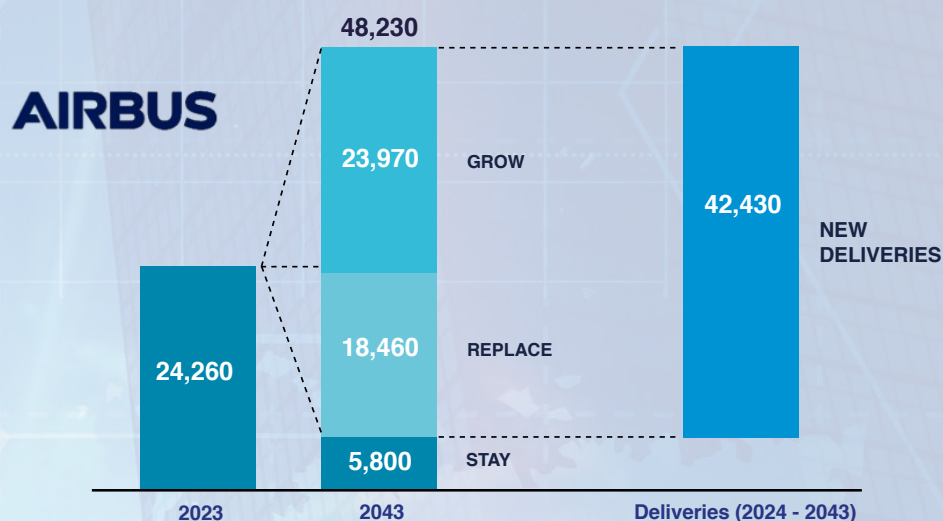 48,230
AIRBUS
23,970
GROW
42,430
NEW
DELIVERIES
18,460
REPLACE
24,260
5,800
STAY
2023
2043
Deliveries (2024 - 2043)